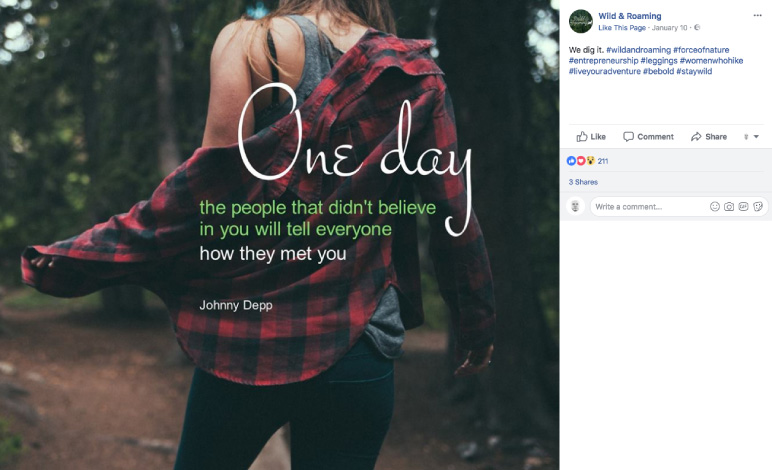 One day
the people that didn't believe
in you will tell everyone
how they met you
Johnny Depp
Wild & Roaming
Like This Page · January 10 ·
We dig it. #wildandroaming #forceofnature
#entrepreneurship #leggings #womenwhohike
#liveyouradventure #bebold #staywild
Like Comment Share
211
3 Shares
Write a comment...